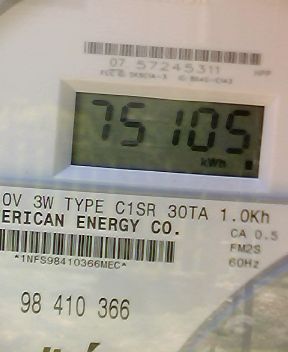 07 57245311
75105
kWh
0V 3W TYPE C1SR 30TA 1.0Kh
ERICAN ENERGY CO.
CA 0.5
FM2S
*1NFS98410366MEC*
60Hz
98 410 366